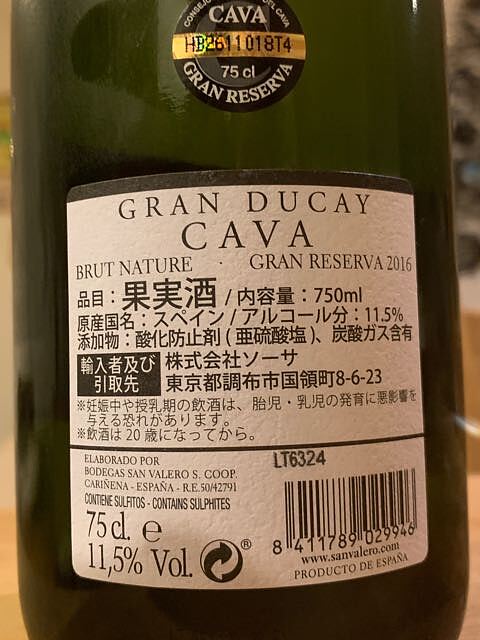 CAVA
HB2611018T4
75 cl
GRAN RESERVA
GRAN DUCAY
CAVA
BRUT NATURE · GRAN RESERVA 2016
品目：果実酒 / 内容量：750ml
原産国名：スペイン/アルコール分：11.5%
添加物：酸化防止剤(亜硫酸塩)、炭酸ガス含有
輸入者及び引取先 株式会社ソーサ
東京都調布市国領町8-6-23
※妊娠中や授乳期の飲酒は、胎児・乳児の発育に悪影響を
与える恐れがあります。
※飲酒は20歳になってから。
ELABORADO POR
BODEGAS SAN VALERO S. COOP.
CARIÑENA - ESPAÑA - R.E. 50/42791
CONTIENE SULFITOS - CONTAINS SULPHITES
75 cl. e
11,5% Vol.
®
LT6324
8 411789 029946
www.sanvalero.com
PRODUCTO DE ESPAÑA